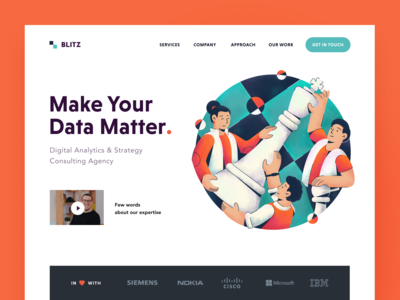 BLITZ
SERVICES
COMPANY
APPROACH
OUR WORK
GET IN TOUCH
Make Your
Data Matter.
Digital Analytics & Strategy
Consulting Agency
Few words
about our expertise
IN ❤ WITH
SIEMENS
NOKIA
CISCO
Microsoft
IBM